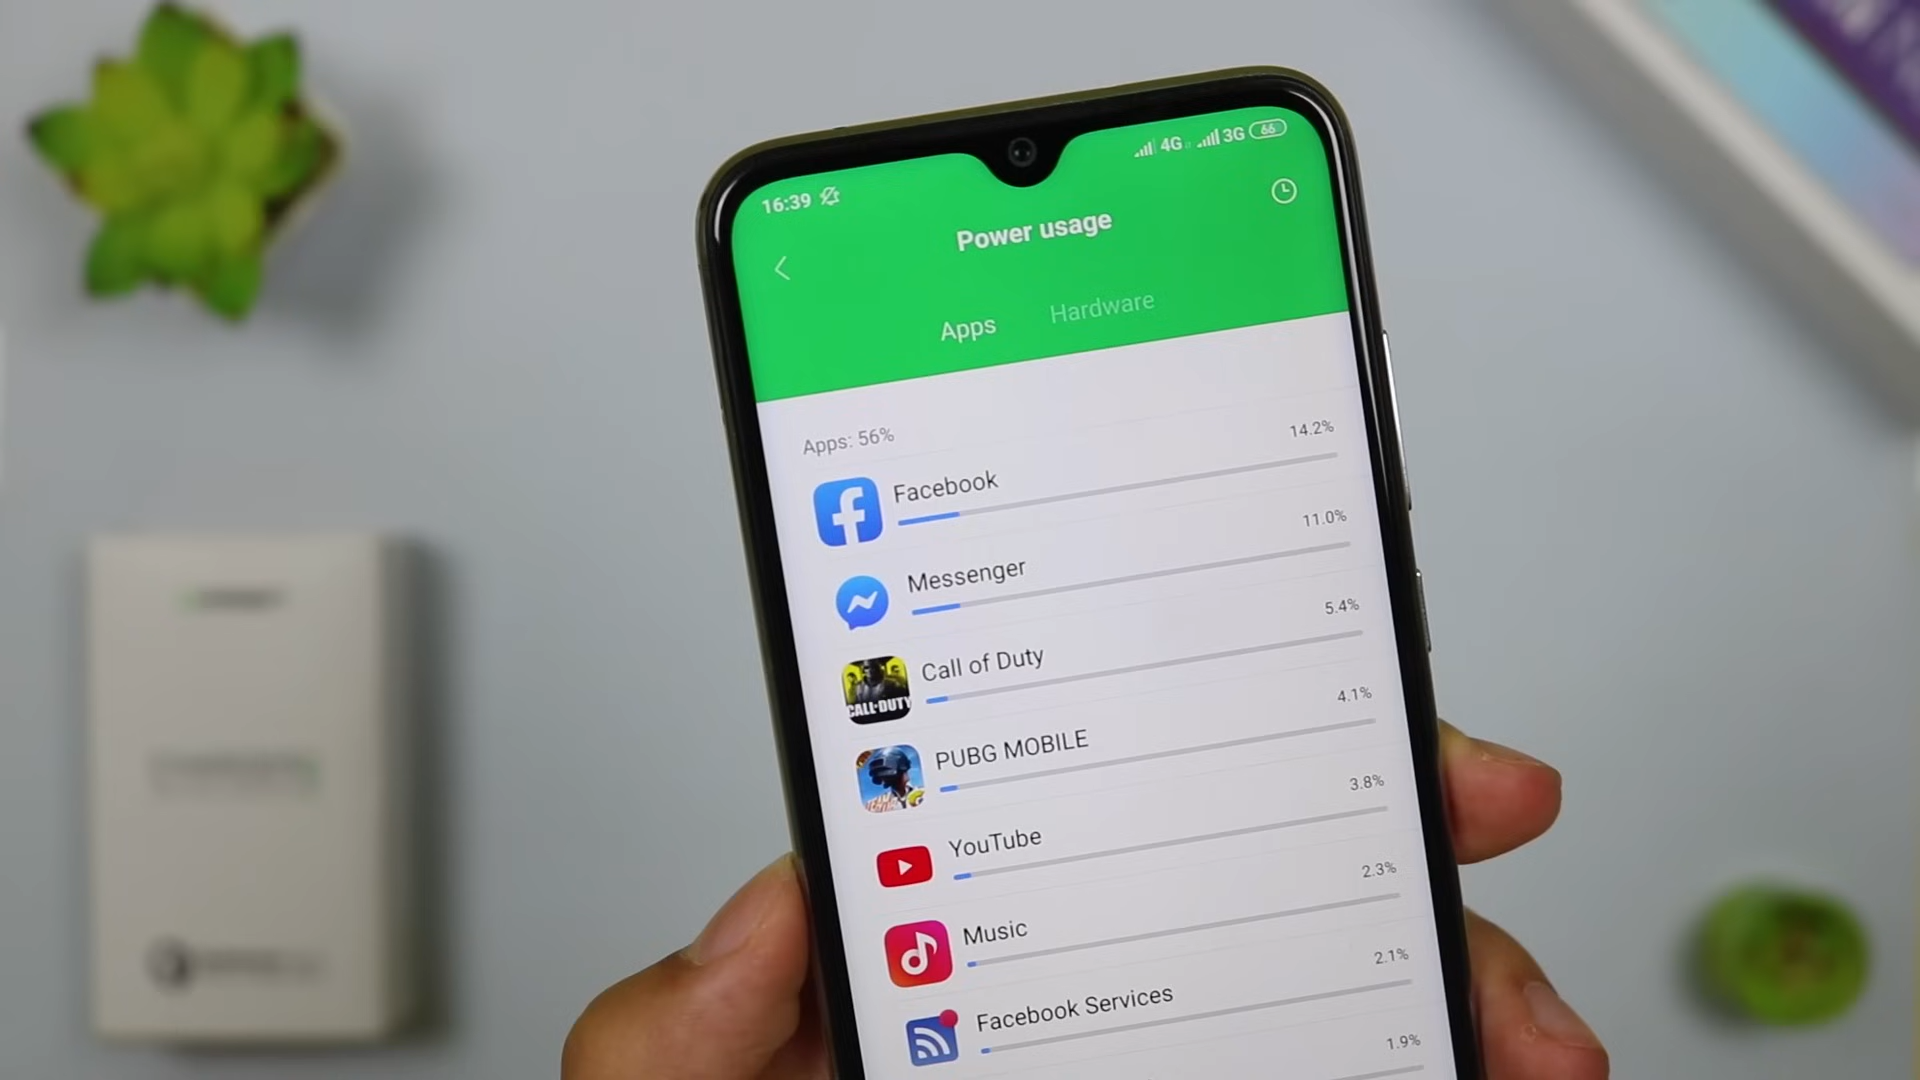 16:39 4G 3G 66
Power usage
Apps Hardware
Apps: 56%
14.2%
Facebook
11.0%
Messenger
5.4%
Call of Duty
CALL·DUTY
4.1%
PUBG MOBILE
3.8%
YouTube
2.3%
Music
2.1%
Facebook Services
1.9%